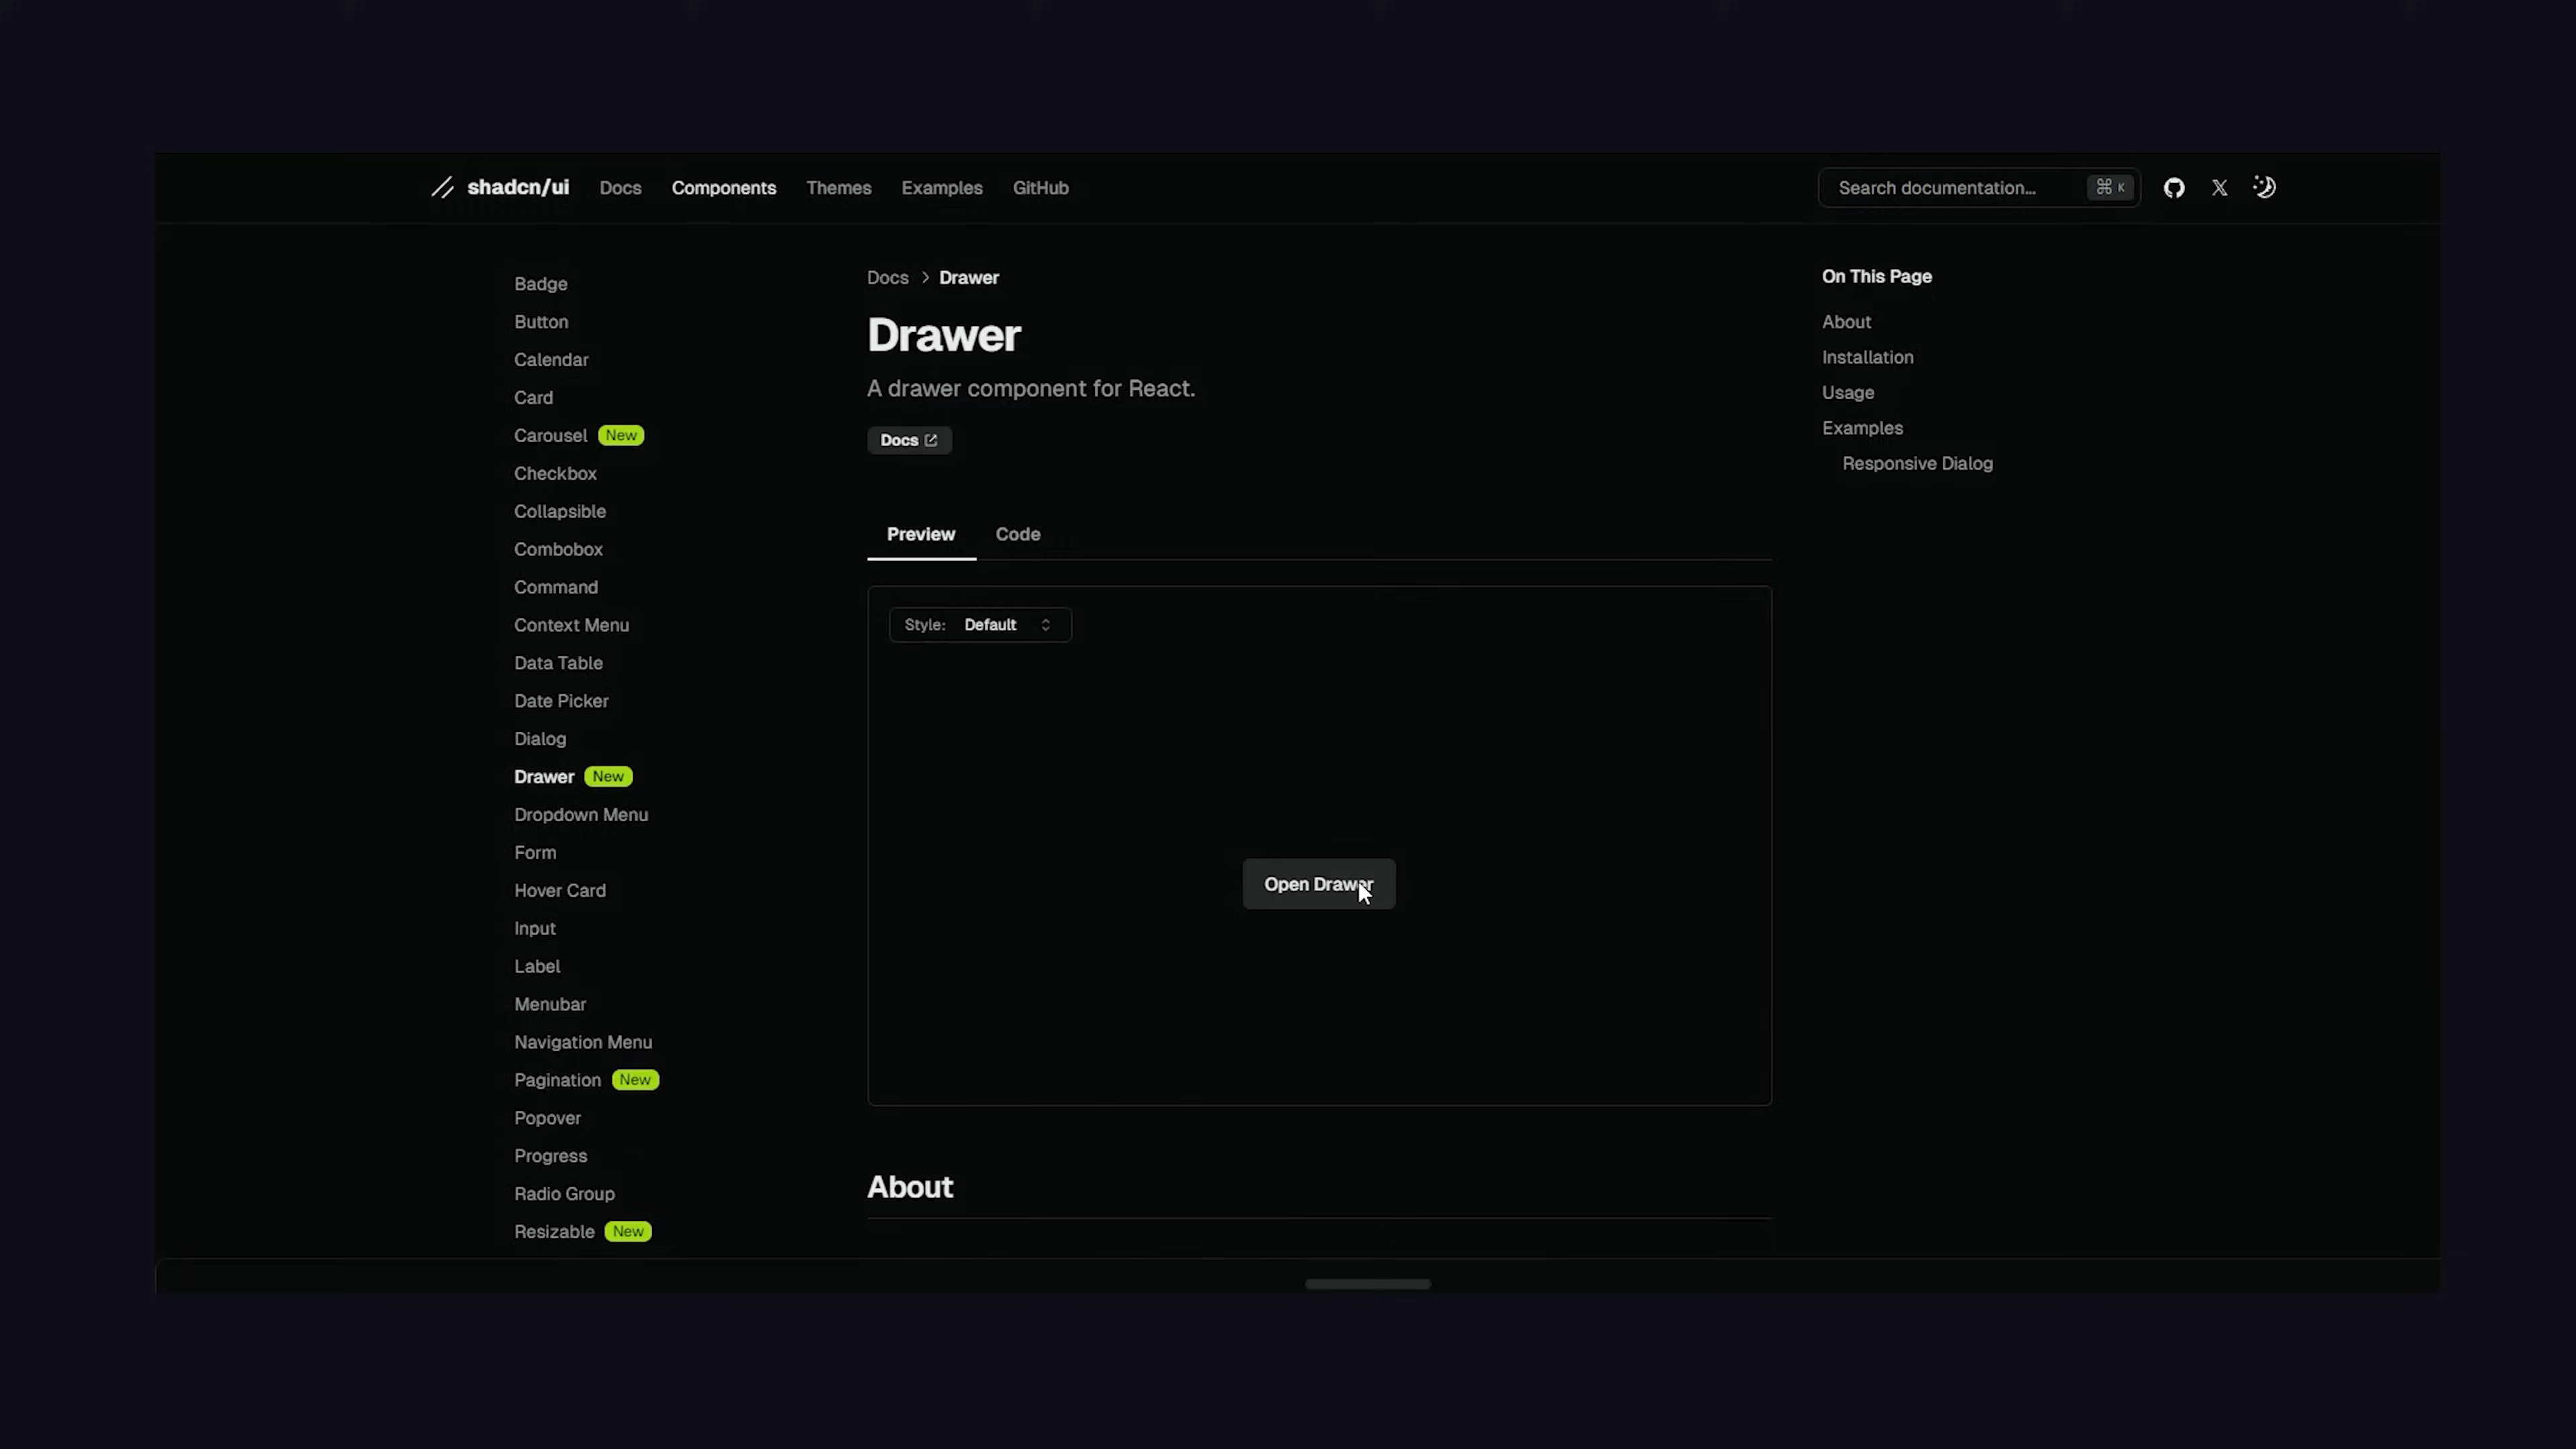 shadcn/ui Docs Components Themes Examples GitHub Search documentation... ⌘ K
Badge
Button
Calendar
Card
Carousel New
Checkbox
Collapsible
Combobox
Command
Context Menu
Data Table
Date Picker
Dialog
Drawer New
Dropdown Menu
Form
Hover Card
Input
Label
Menubar
Navigation Menu
Pagination New
Popover
Progress
Radio Group
Resizable New
Docs > Drawer
Drawer
A drawer component for React.
Docs
Preview Code
Style: Default
Open Drawer
About
On This Page
About
Installation
Usage
Examples
Responsive Dialog